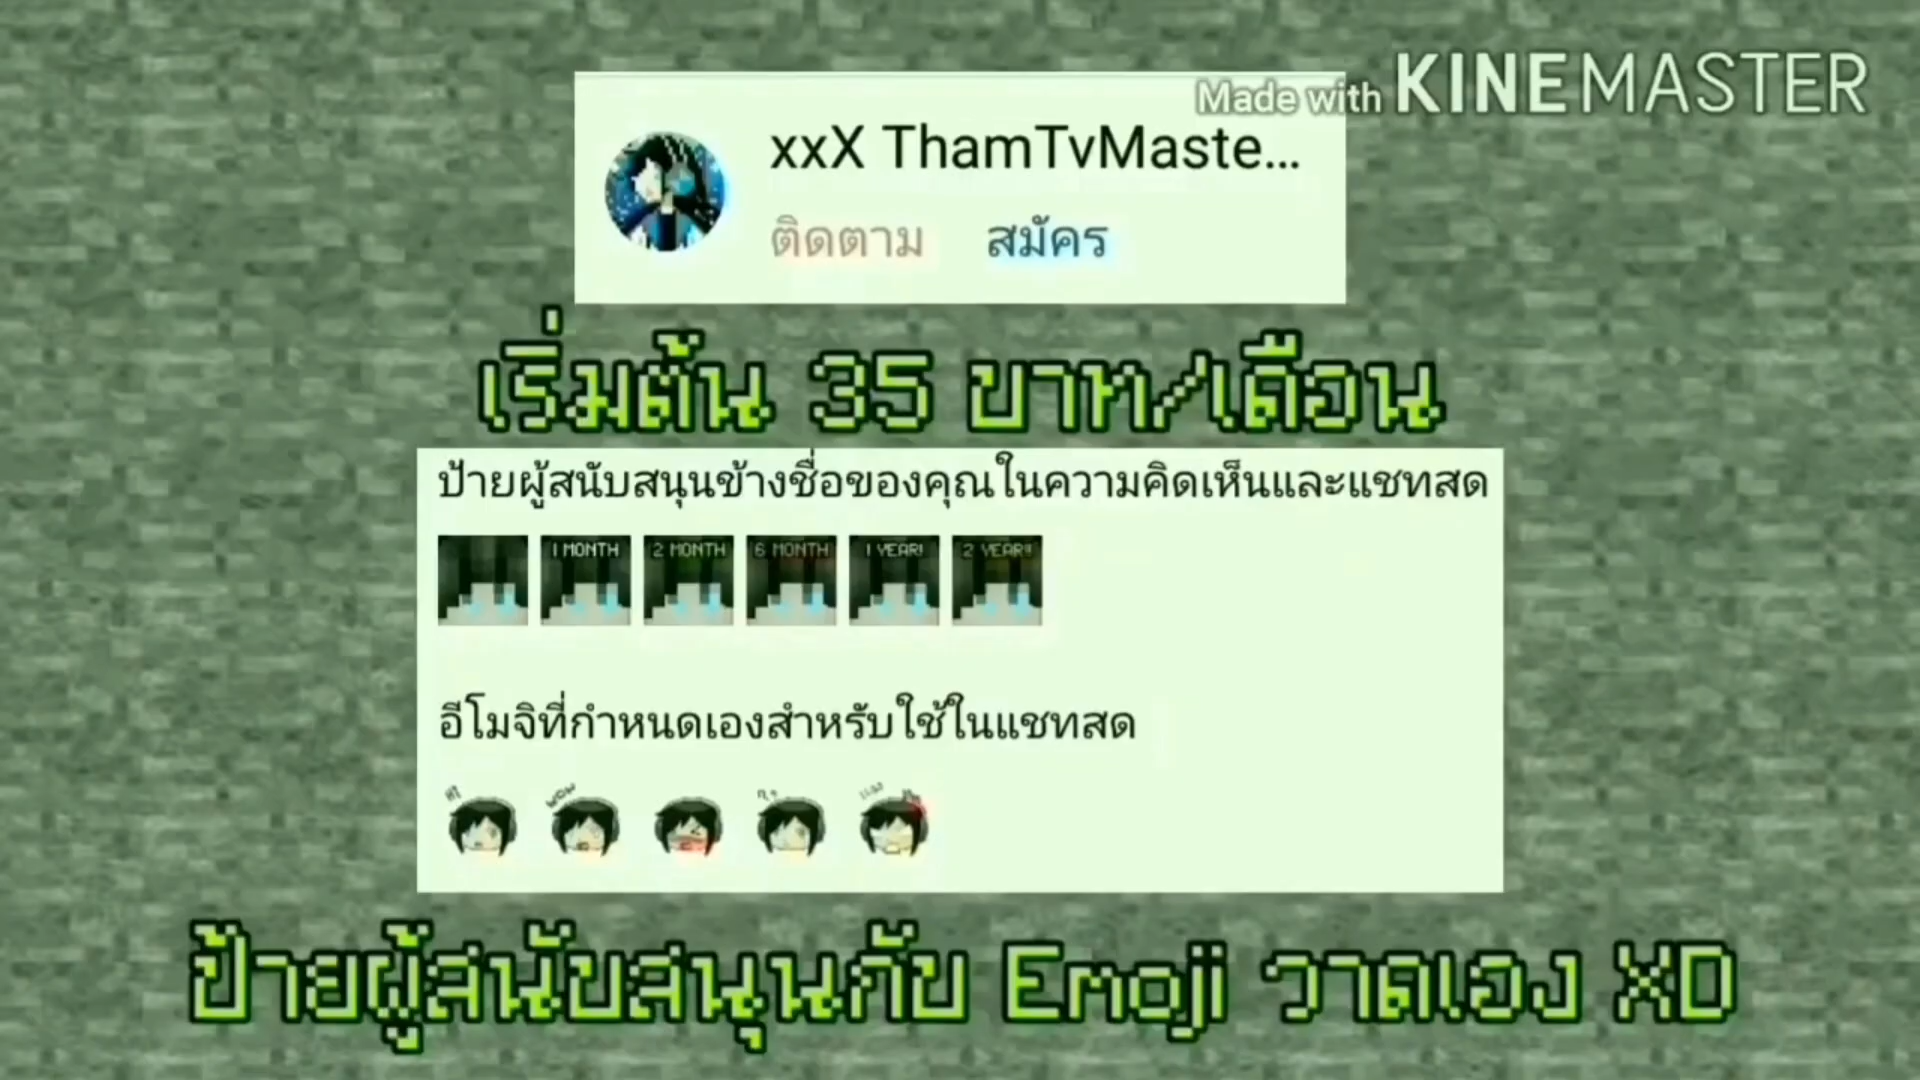 Made with KINEMASTER
xxX ThamTvMaste...
ติดตาม สมัคร
เริ่มต้น 35 บาท/เดือน
ป้ายผู้สนับสนุนข้างชื่อของคุณในความคิดเห็นและแชทสด
1 MONTH 2 MONTH 6 MONTH 1 YEAR! 2 YEAR!!
อีโมจิที่กำหนดเองสำหรับใช้ในแชทสด
WOW
ป้ายผู้สนับสนุนกับ Emoji วาดเอง XD